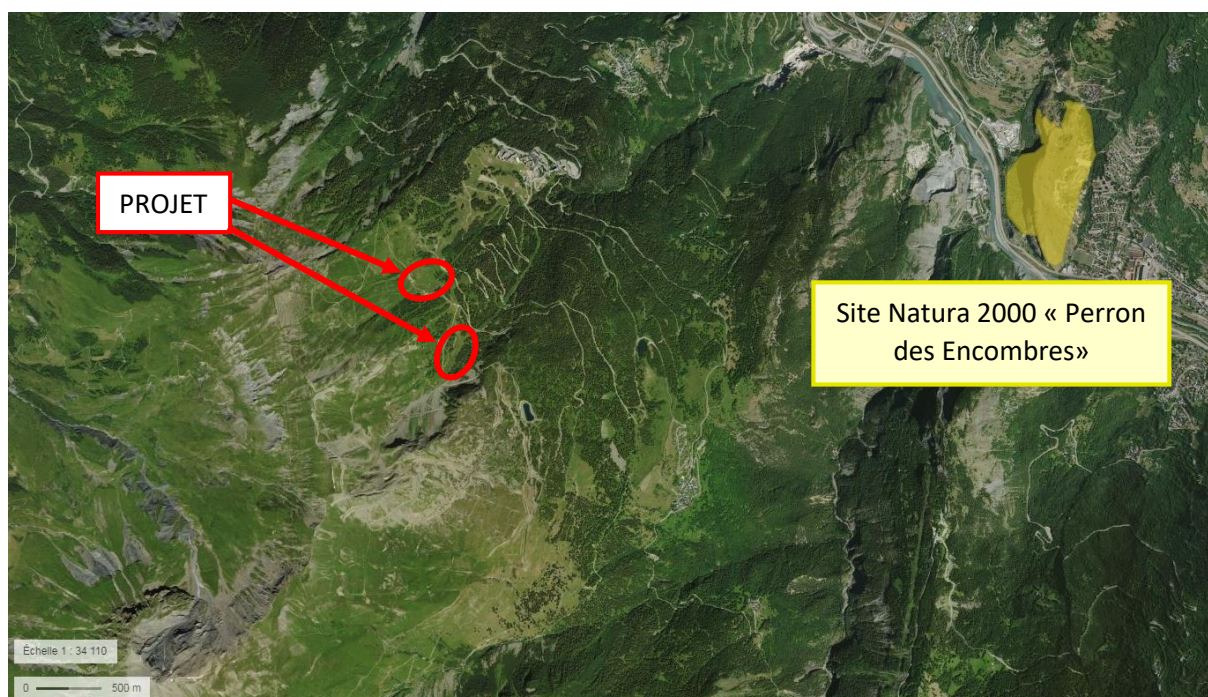 PROJET
Site Natura 2000 « Perron
des Encombres»
Échelle 1 : 34 110
0 500 m